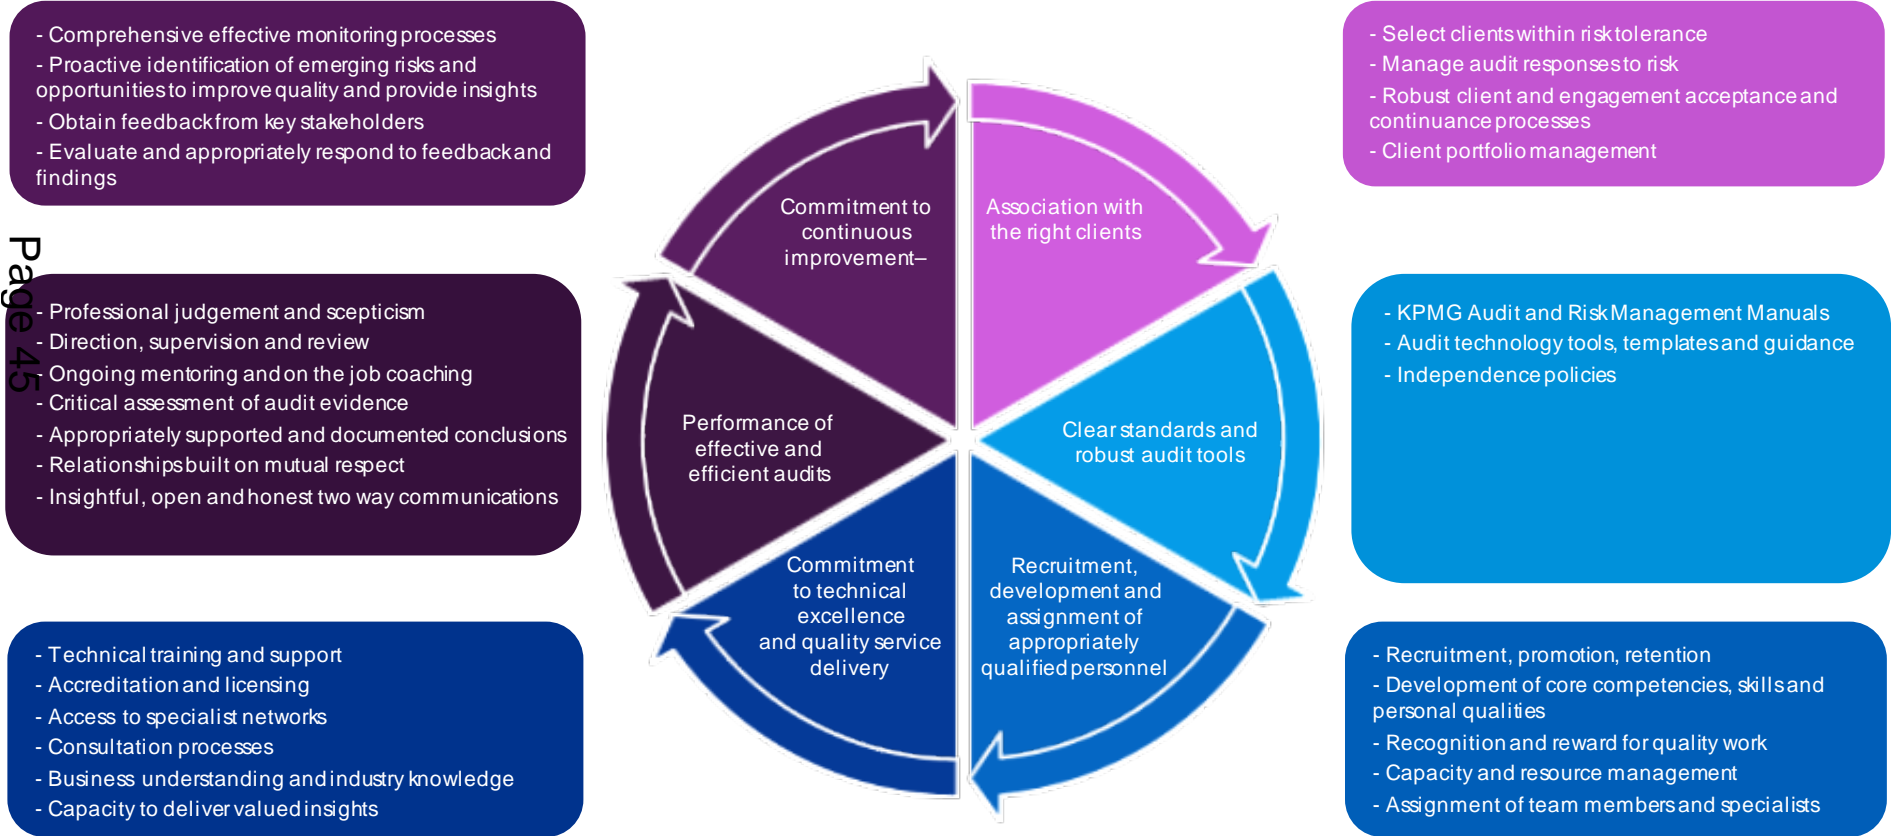 - Comprehensive effective monitoring processes
- Proactive identification of emerging risks and
opportunities to improve quality and provide insights
- Obtain feedback from key stakeholders
- Evaluate and appropriately respond to feedback and
findings
- Select clients within risk tolerance
- Manage audit responses to risk
- Robust client and engagement acceptance and
continuance processes
- Client portfolio management
Commitment to
continuous
improvement–
Association with
the right clients
Page 45
- Professional judgement and scepticism
- Direction, supervision and review
- Ongoing mentoring and on the job coaching
- Critical assessment of audit evidence
- Appropriately supported and documented conclusions
- Relationships built on mutual respect
- Insightful, open and honest two way communications
Performance of
effective and
efficient audits
Clear standards and
robust audit tools
- KPMG Audit and Risk Management Manuals
- Audit technology tools, templates and guidance
- Independence policies
Commitment
to technical
excellence
and quality service
delivery
Recruitment,
development and
assignment of
appropriately
qualified personnel
- Technical training and support
- Accreditation and licensing
- Access to specialist networks
- Consultation processes
- Business understanding and industry knowledge
- Capacity to deliver valued insights
- Recruitment, promotion, retention
- Development of core competencies, skills and
personal qualities
- Recognition and reward for quality work
- Capacity and resource management
- Assignment of team members and specialists